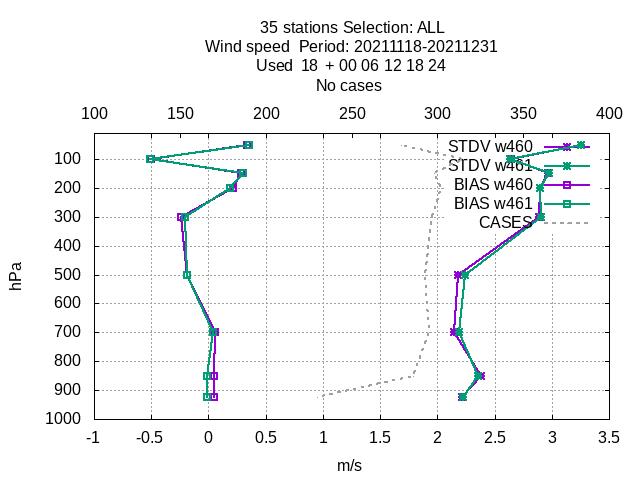 35 stations Selection: ALL
Wind speed  Period: 20211118-20211231
Used  18  + 00 06 12 18 24
No cases
100 150 200 250 300 350 400
STDV w460
STDV w461
BIAS w460
BIAS w461
CASES
100
200
300
400
500
600
700
800
900
1000
hPa
-1 -0.5 0 0.5 1 1.5 2 2.5 3 3.5
m/s